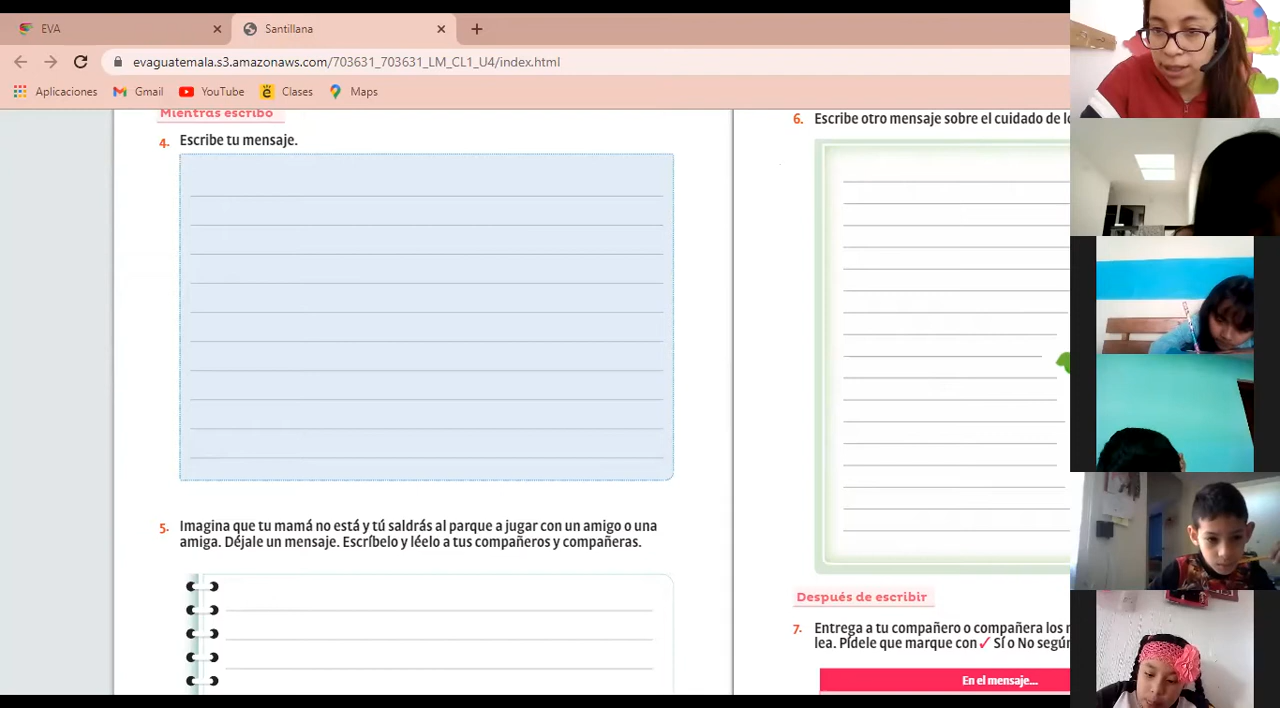 EVA
Santillana
evaguatemala.s3.amazonaws.com/703631_703631_LM_CL1_U4/index.html
Aplicaciones
Gmail
YouTube
Clases
Maps
Mientras escribo
4. Escribe tu mensaje.
5. Imagina que tu mamá no está y tú saldrás al parque a jugar con un amigo o una
amiga. Déjale un mensaje. Escríbelo y léelo a tus compañeros y compañeras.
6. Escribe otro mensaje sobre el cuidado de
Después de escribir
7. Entrega a tu compañero o compañera los
lea. Pídele que marque con ✓ Sí o No según
En el mensaje...